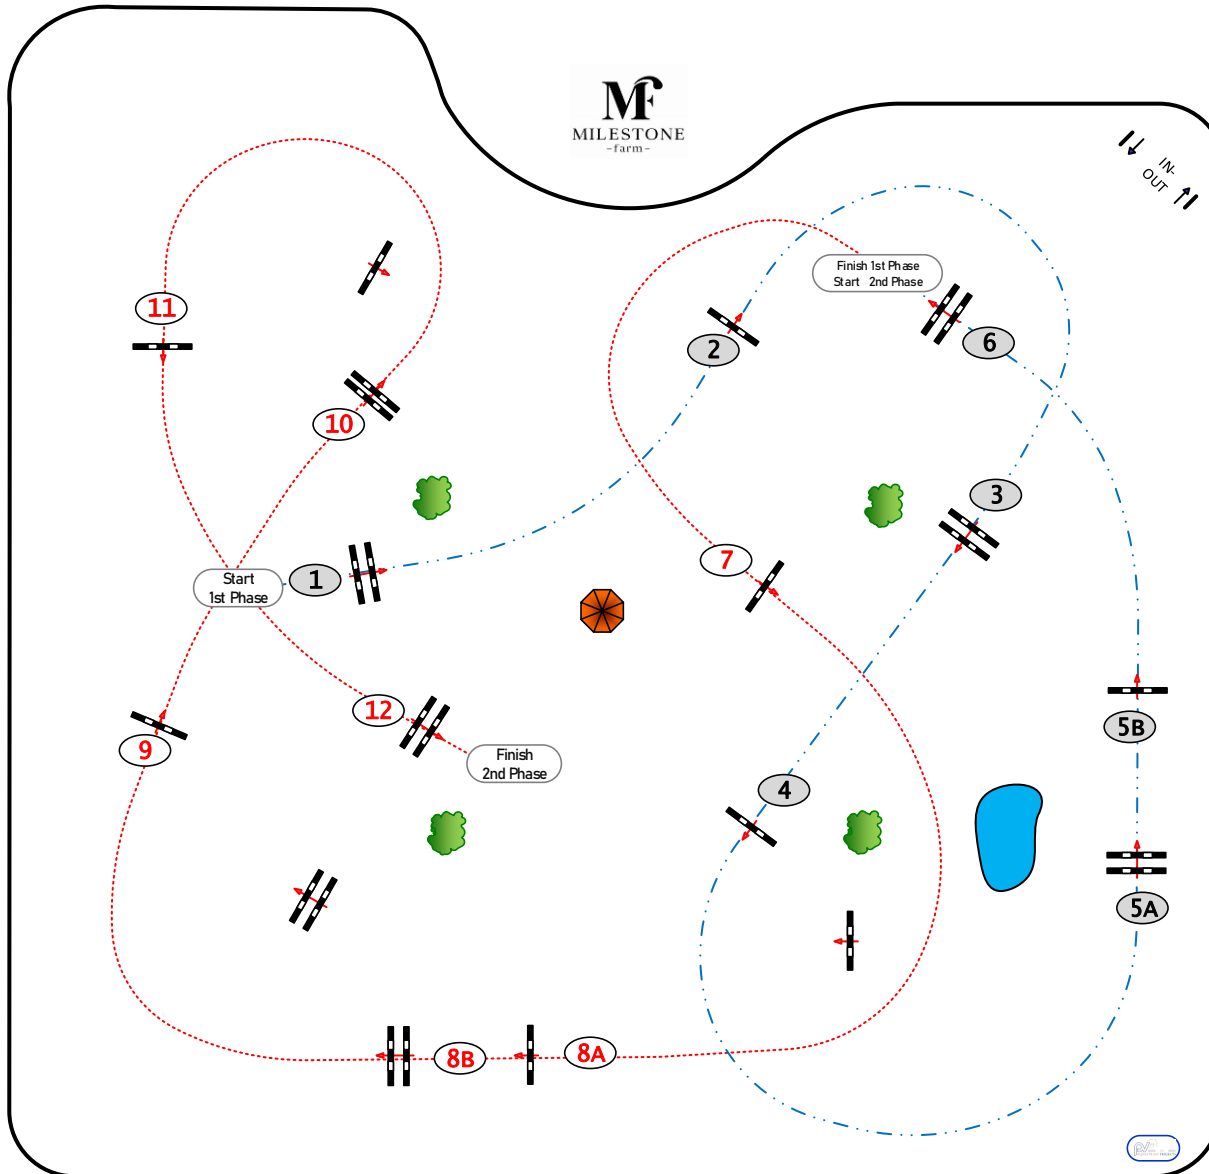 MF
MILESTONE
-farm-
IN-
OUT
11
Finish 1st Phase
Start 2nd Phase
2
6
10
3
7
1
Start
1st Phase
12
9
5B
Finish
2nd Phase
4
5A
8B
8A